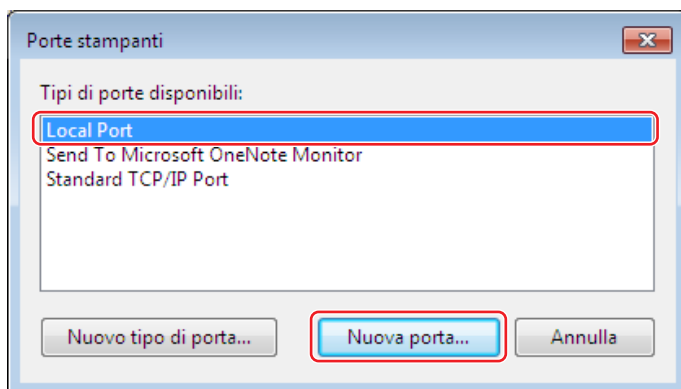 Porte stampanti
Tipi di porte disponibili:
Local Port
Send To Microsoft OneNote Monitor
Standard TCP/IP Port
Nuovo tipo di porta... Nuova porta... Annulla